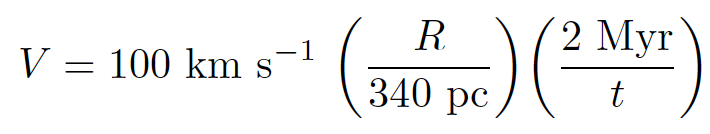 V = 100 km s⁻¹ (R / 340 pc) (2 Myr / t)